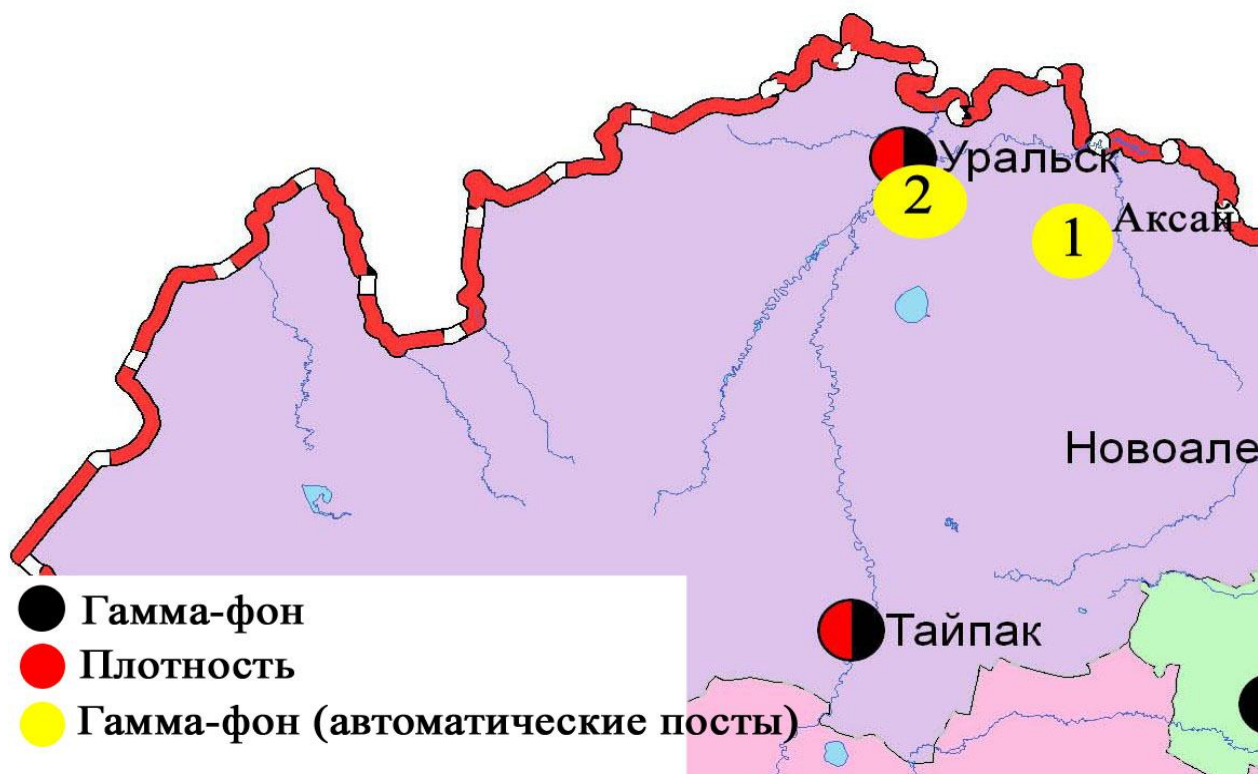 Уральск
2
1
Аксай
Новоале
Тайпак
Гамма-фон
Плотность
Гамма-фон (автоматические посты)